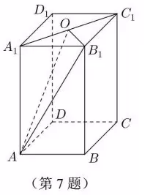 D₁ O C₁
A₁ B₁
D C
A B
(第7题)